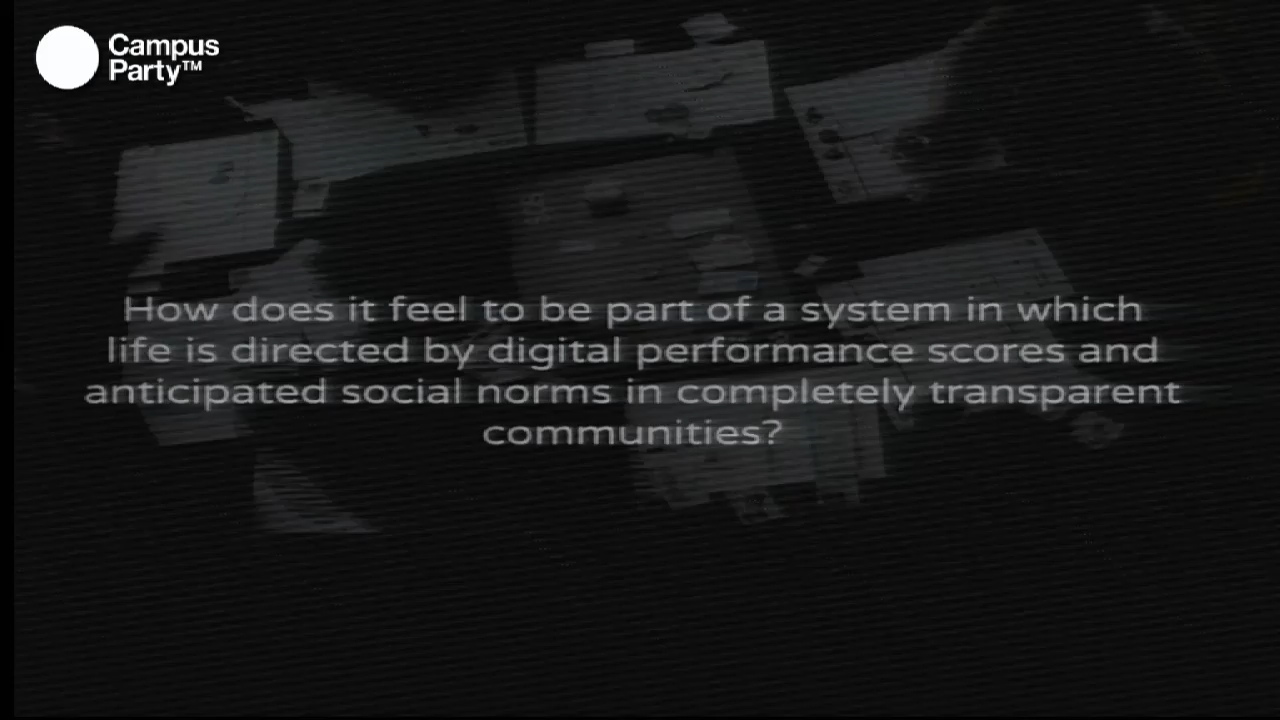 Campus
Party™
How does it feel to be part of a system in which
life is directed by digital performance scores and
anticipated social norms in completely transparent
communities?